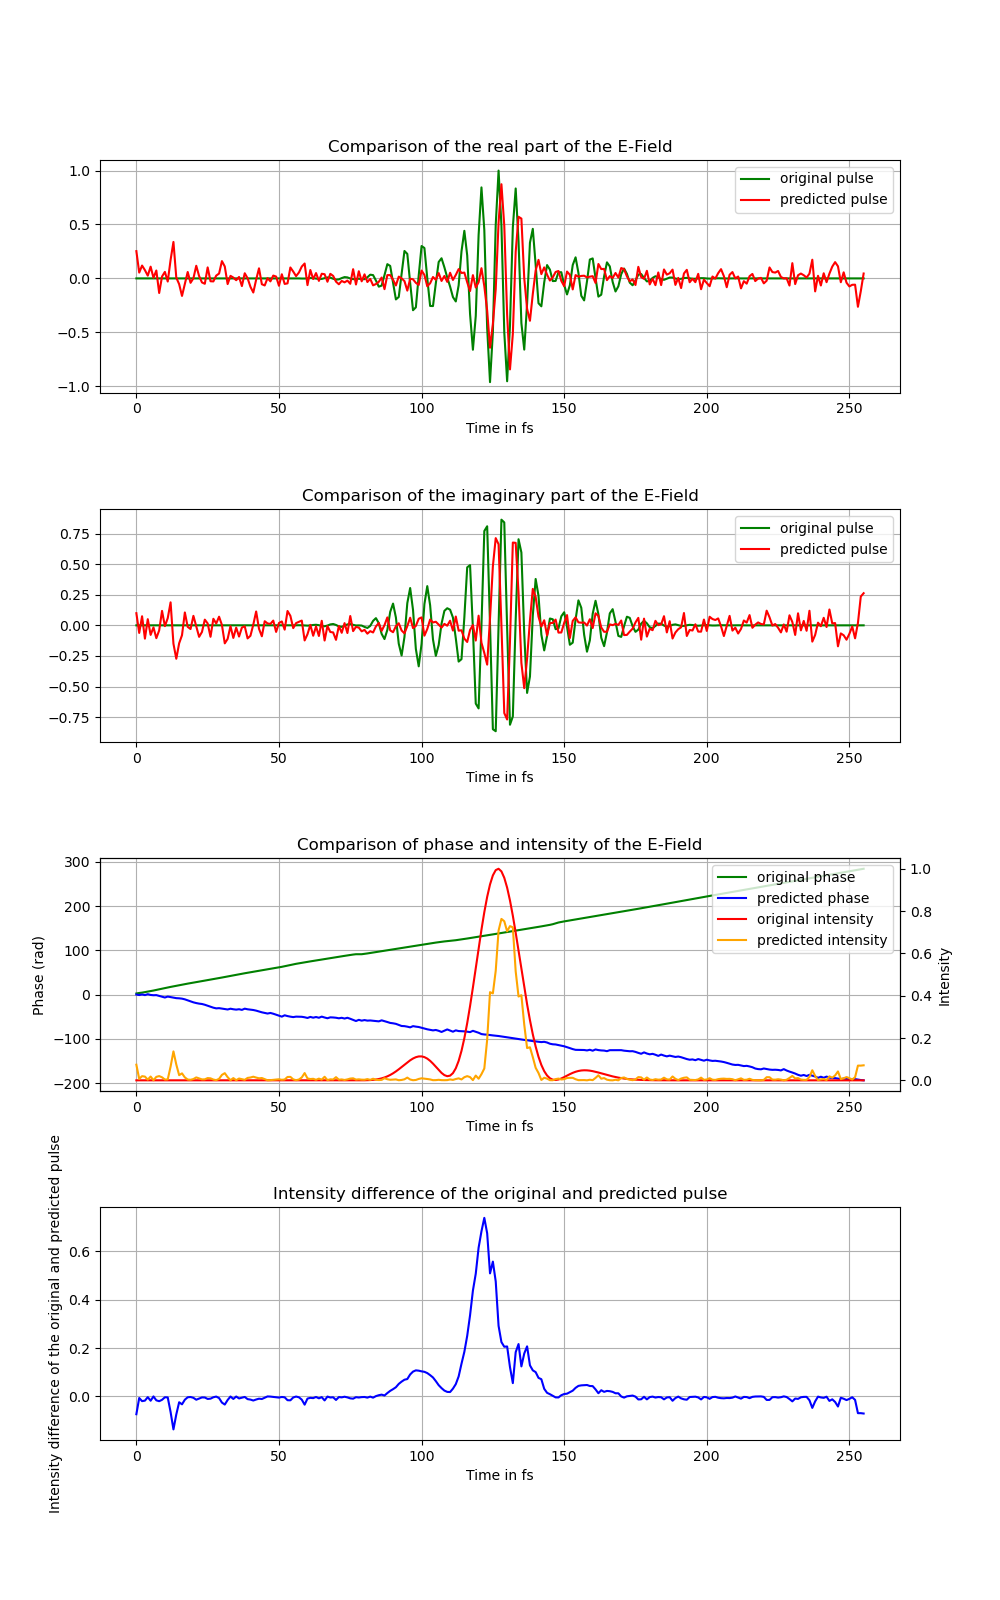 Comparison of the real part of the E-Field
1.0
0.5
0.0
−0.5
−1.0
original pulse
predicted pulse
0 50 100 150 200 250
Time in fs
Comparison of the imaginary part of the E-Field
0.75
0.50
0.25
0.00
−0.25
−0.50
−0.75
original pulse
predicted pulse
0 50 100 150 200 250
Time in fs
Comparison of phase and intensity of the E-Field
Phase (rad)
300
200
100
0
−100
−200
original phase
predicted phase
original intensity
predicted intensity
1.0
0.8
0.6
0.4
0.2
0.0
Intensity
0 50 100 150 200 250
Time in fs
Intensity difference of the original and predicted pulse
Intensity difference of the original and predicted pulse
0.6
0.4
0.2
0.0
0 50 100 150 200 250
Time in fs